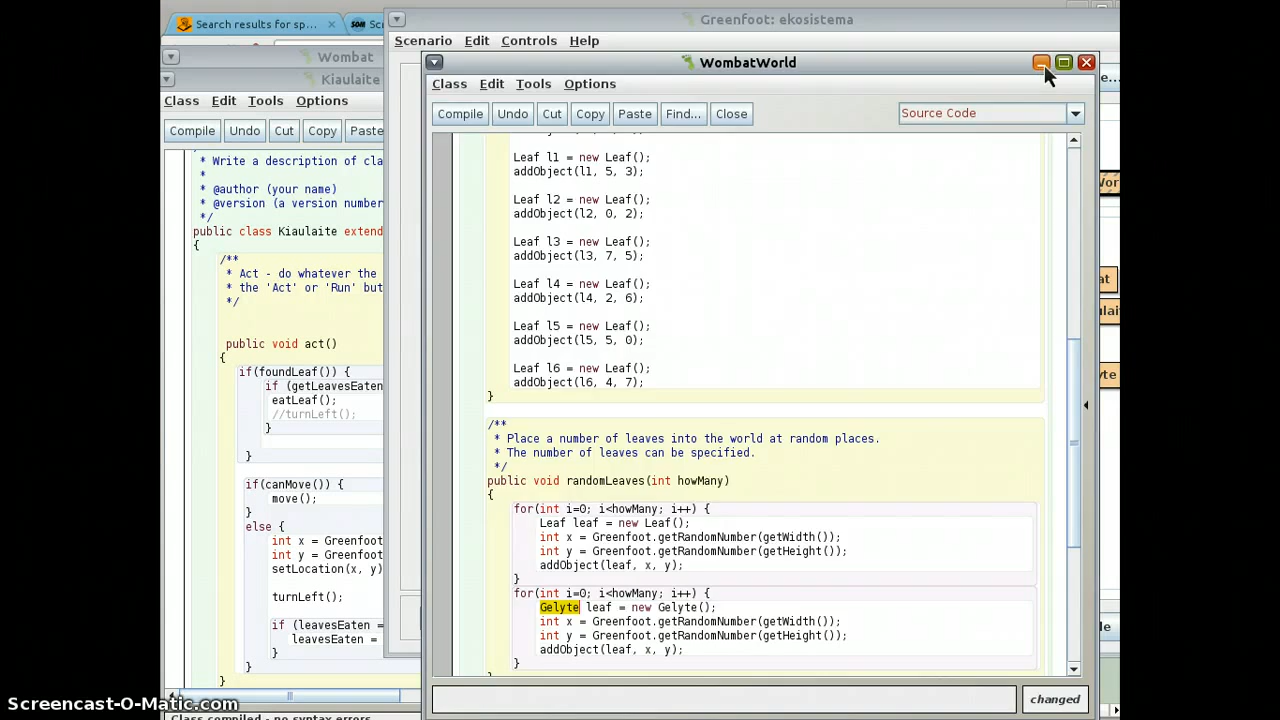 Search results for sp...
Sc
Greenfoot: ekosistema
Scenario Edit Controls Help
Wombat
Kiaulaite
Class Edit Tools Options
Compile Undo Cut Copy Paste
* Write a description of cla
*
* @author (your name)
* @version (a version number
*/
public class Kiaulaite extend
{
/**
* Act - do whatever the
* the 'Act' or 'Run' but
*/
public void act()
{
if(foundLeaf()) {
if (getLeavesEaten
eatLeaf();
//turnLeft();
}
}
if(canMove()) {
move();
}
else {
int x = Greenfoot
int y = Greenfoot
setLocation(x, y)
turnLeft();
if (leavesEaten =
leavesEaten =
}
}
}
Class compiled - no syntax errors
WombatWorld
Class Edit Tools Options
Compile Undo Cut Copy Paste Find... Close
Source Code
Leaf l1 = new Leaf();
addObject(l1, 5, 3);
Leaf l2 = new Leaf();
addObject(l2, 0, 2);
Leaf l3 = new Leaf();
addObject(l3, 7, 5);
Leaf l4 = new Leaf();
addObject(l4, 2, 6);
Leaf l5 = new Leaf();
addObject(l5, 5, 0);
Leaf l6 = new Leaf();
addObject(l6, 4, 7);
}
/**
* Place a number of leaves into the world at random places.
* The number of leaves can be specified.
*/
public void randomLeaves(int howMany)
{
for(int i=0; i<howMany; i++) {
Leaf leaf = new Leaf();
int x = Greenfoot.getRandomNumber(getWidth());
int y = Greenfoot.getRandomNumber(getHeight());
addObject(leaf, x, y);
}
for(int i=0; i<howMany; i++) {
Gelyte leaf = new Gelyte();
int x = Greenfoot.getRandomNumber(getWidth());
int y = Greenfoot.getRandomNumber(getHeight());
addObject(leaf, x, y);
}
changed
Screencast-O-Matic.com